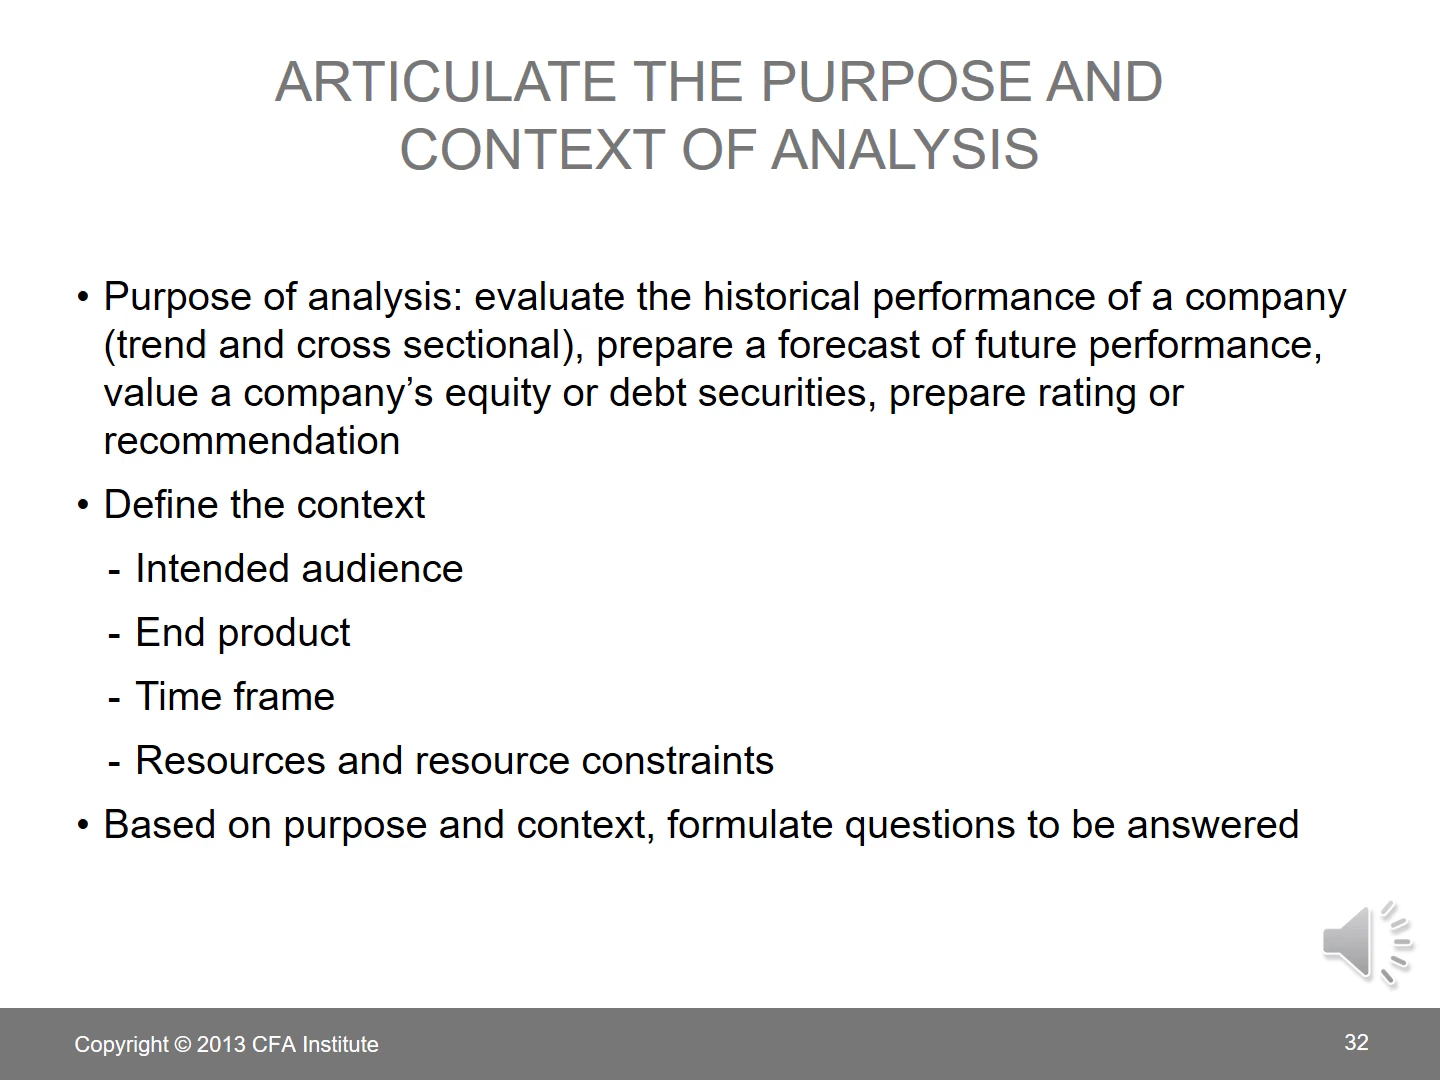 ARTICULATE THE PURPOSE AND
CONTEXT OF ANALYSIS
• Purpose of analysis: evaluate the historical performance of a company
(trend and cross sectional), prepare a forecast of future performance,
value a company’s equity or debt securities, prepare rating or
recommendation
• Define the context
- Intended audience
- End product
- Time frame
- Resources and resource constraints
• Based on purpose and context, formulate questions to be answered
Copyright © 2013 CFA Institute
32